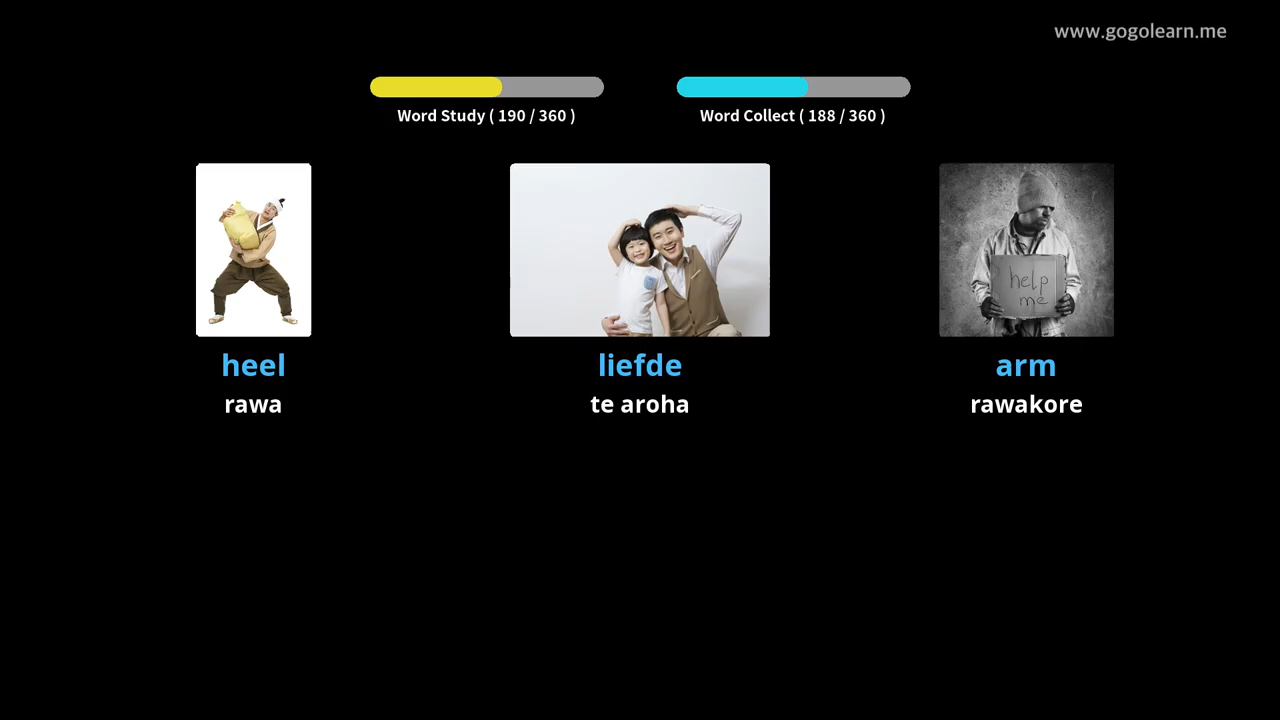 www.gogolearn.me
Word Study ( 190 / 360 )
Word Collect ( 188 / 360 )
help
me
heel
liefde
arm
rawa
te aroha
rawakore